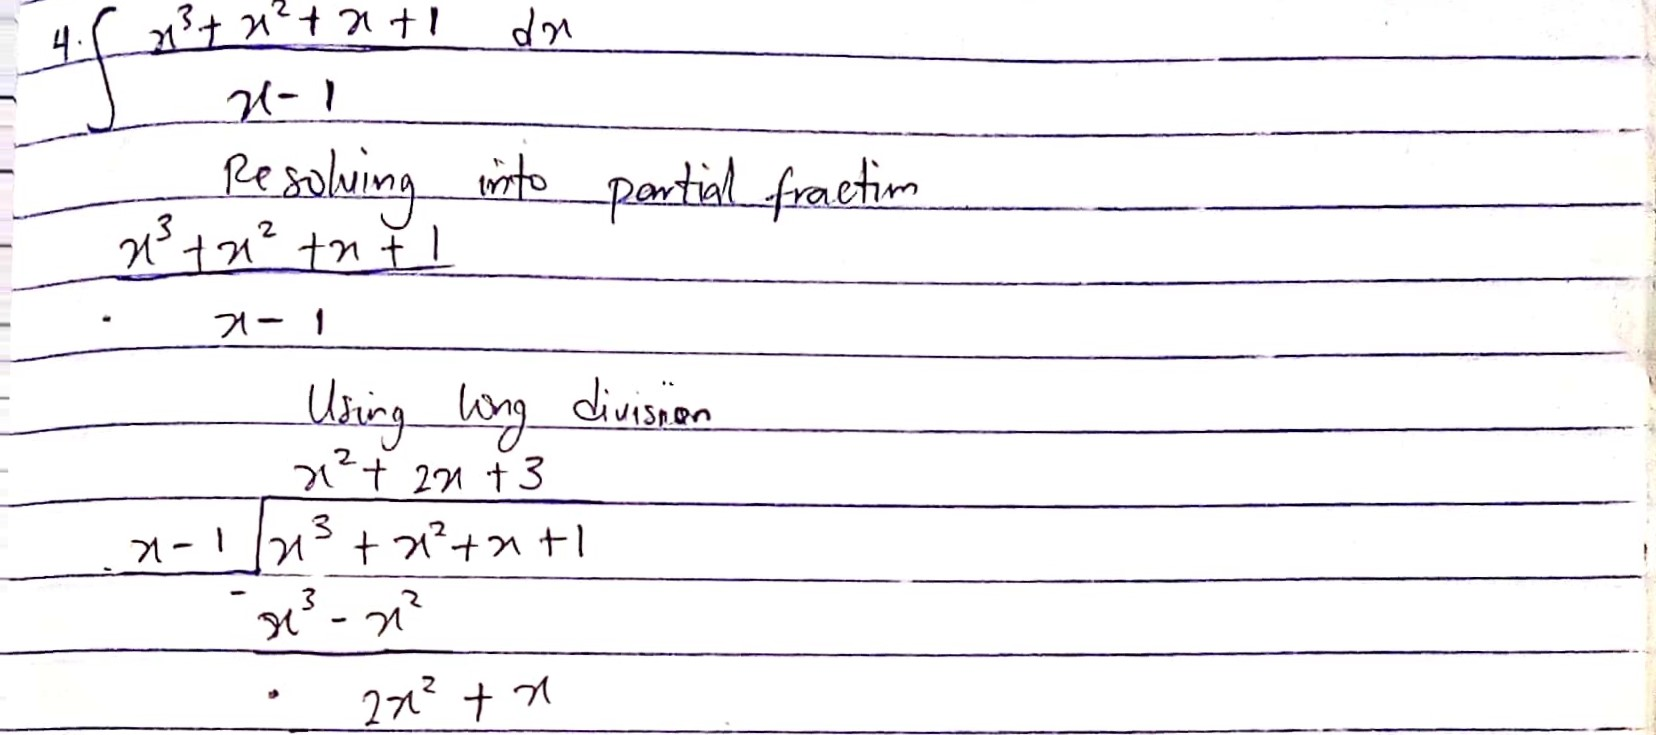 4. ∫ x³ + x² + x + 1 dx
x - 1
Resolving into partial fraction
x³ + x² + x + 1
x - 1
Using long division
x² + 2x + 3
x - 1 | x³ + x² + x + 1
- x³ - x²
2x² + x